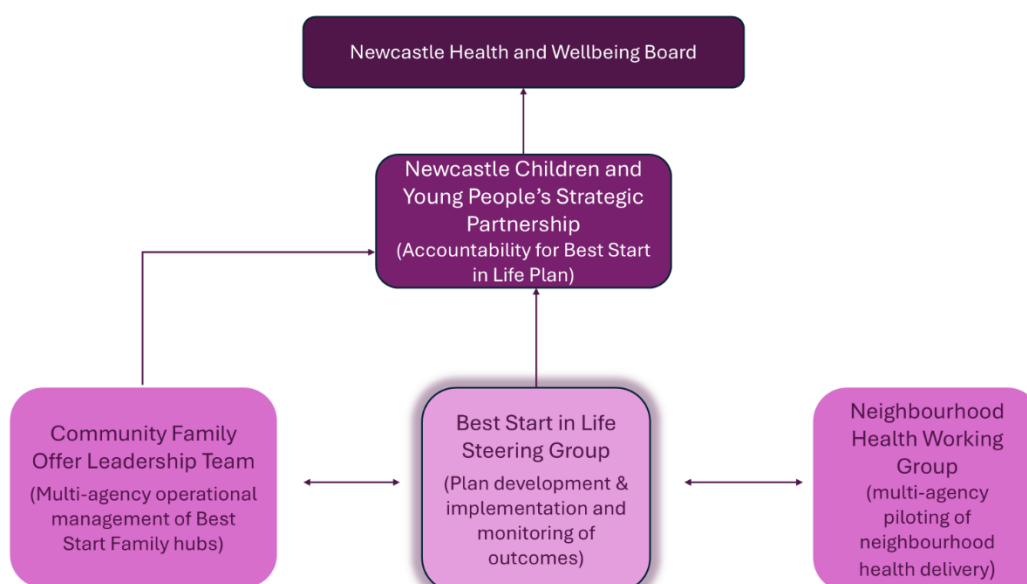 Newcastle Health and Wellbeing Board
Newcastle Children and
Young People's Strategic
Partnership
(Accountability for Best Start
in Life Plan)
Community Family
Offer Leadership Team
(Multi-agency operational
management of Best
Start Family hubs)
Best Start in Life
Steering Group
(Plan development &
implementation and
monitoring of
outcomes)
Neighbourhood
Health Working
Group
(multi-agency
piloting of
neighbourhood
health delivery)